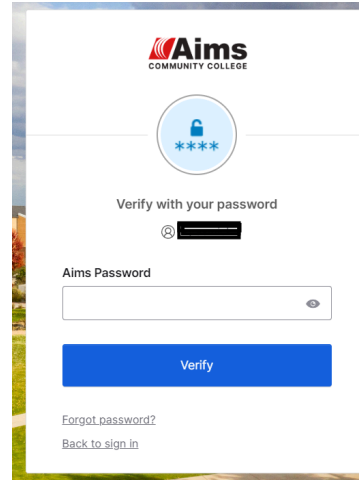 Aims
COMMUNITY COLLEGE
****
Verify with your password
Aims Password
Verify
Forgot password?
Back to sign in